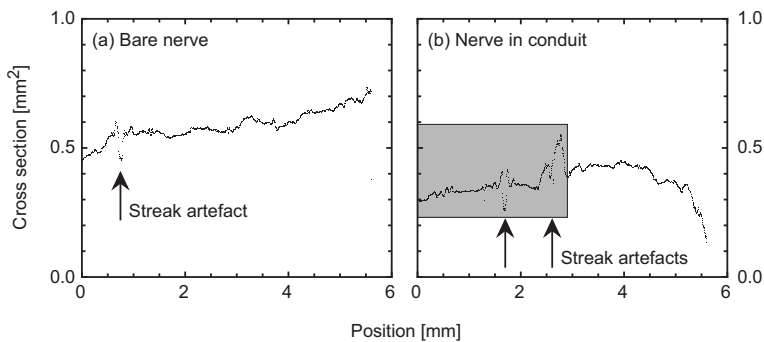 (a) Bare nerve
(b) Nerve in conduit
1.0
0.5
0.0
Cross section [mm²]
Streak artefact
Streak artefacts
1.0
0.5
0.0
0
2
4
6
0
2
4
6
Position [mm]